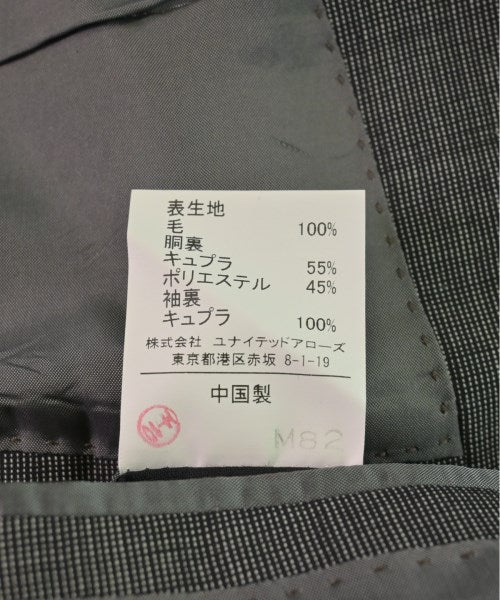 表生地
毛 100%
胴裏
キュプラ 55%
ポリエステル 45%
袖裏
キュプラ 100%
株式会社 ユナイテッドアローズ
東京都港区赤坂 8-1-19
中国製
M82